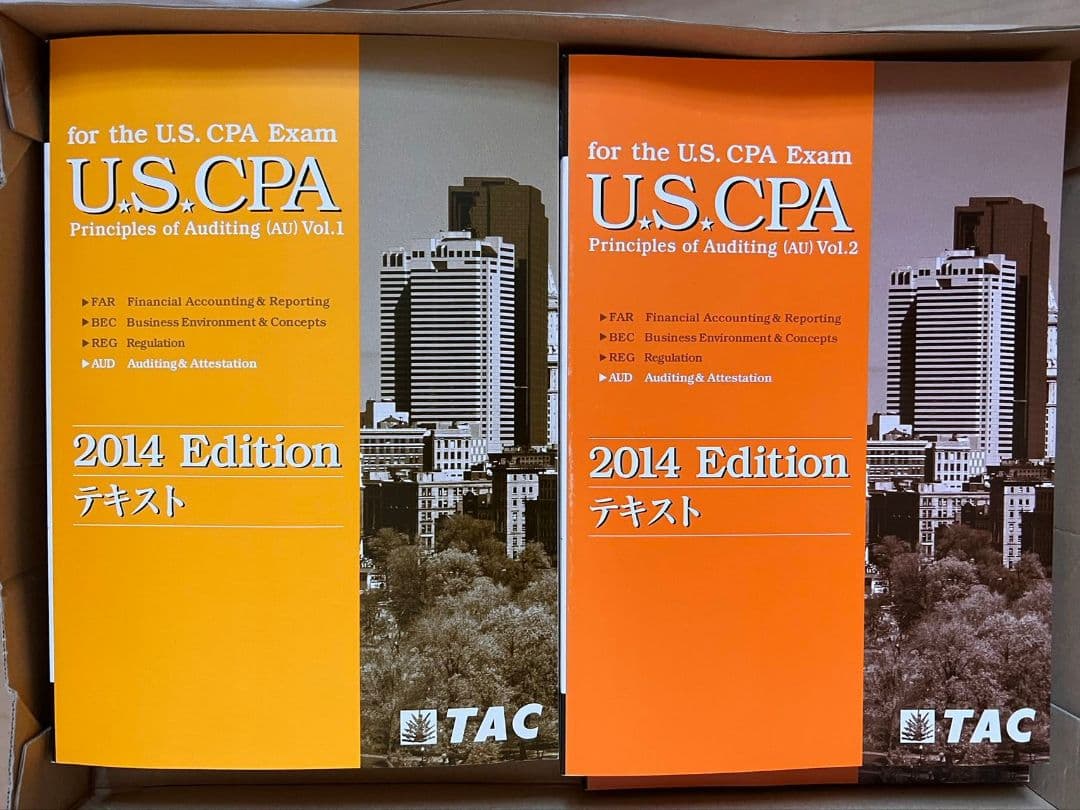 for the U.S. CPA Exam
U.S.CPA
Principles of Auditing (AU) Vol.1
▶FAR Financial Accounting & Reporting
▶BEC Business Environment & Concepts
▶REG Regulation
▶AUD Auditing & Attestation
2014 Edition
テキスト
TAC
for the U.S. CPA Exam
U.S.CPA
Principles of Auditing (AU) Vol.2
▶FAR Financial Accounting & Reporting
▶BEC Business Environment & Concepts
▶REG Regulation
▶AUD Auditing & Attestation
2014 Edition
テキスト
TAC